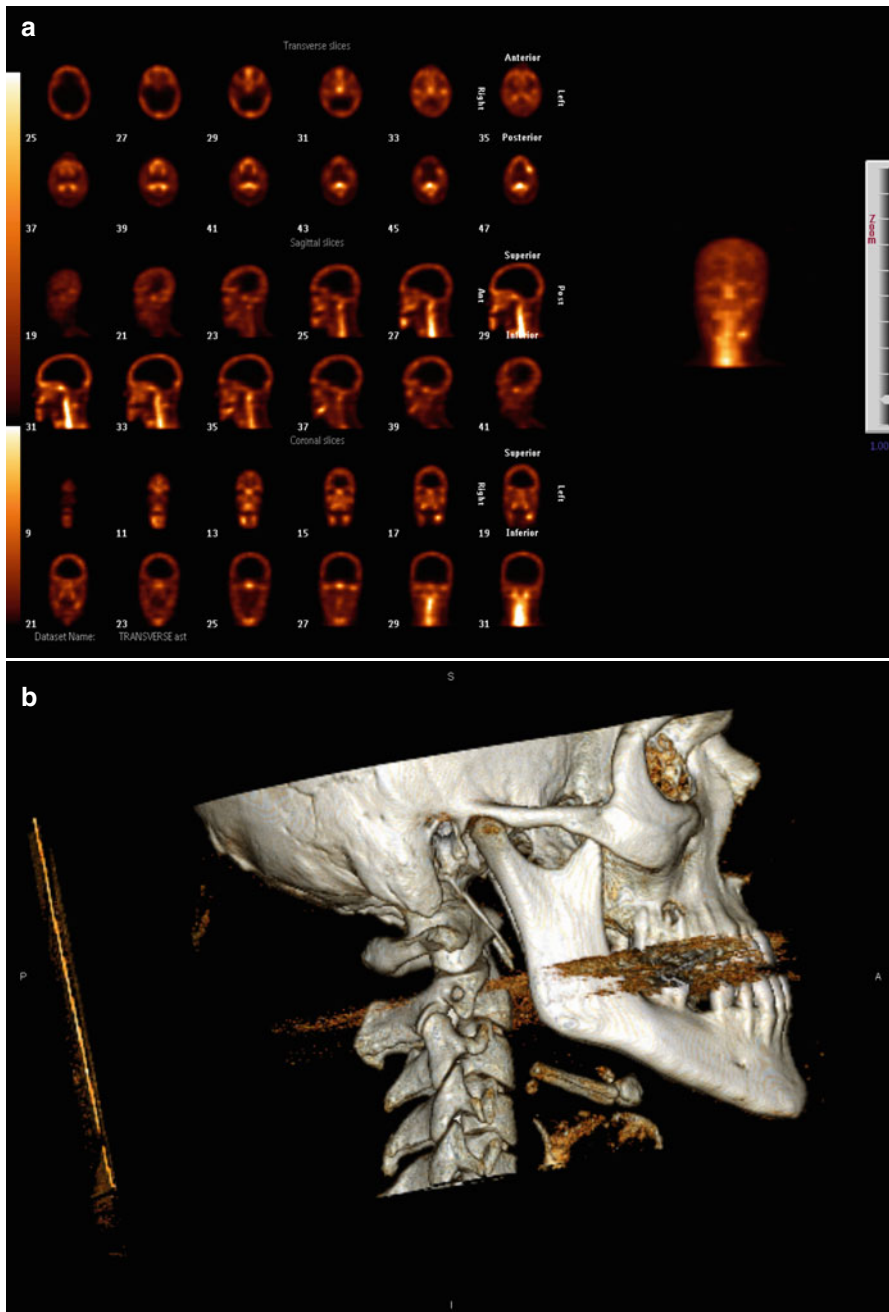 a
Transverse slices
Anterior
Right
Left
25 27 29 31 33 35 Posterior
37 39 41 43 45 47
Sagittal slices
Superior
Ant
Post
19 21 23 25 27 29 Inferior
31 33 35 37 39 41
Coronal slices
Superior
Right
Left
9 11 13 15 17 19 Inferior
21 23 25 27 29 31
Dataset Name: TRANSVERSE ast
Zoom
1.00
b
S
P
A
I